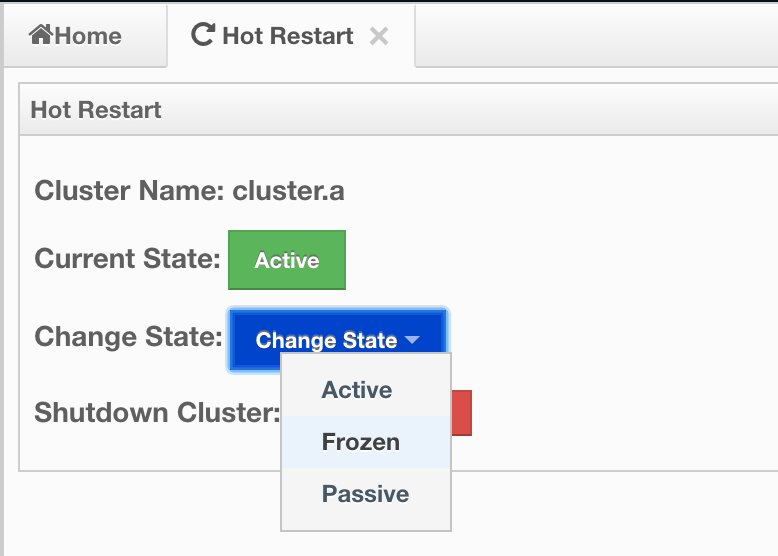 Home
Hot Restart
Hot Restart
Cluster Name: cluster.a
Current State: Active
Change State: Change State
Active
Shutdown Cluster:
Frozen
Passive